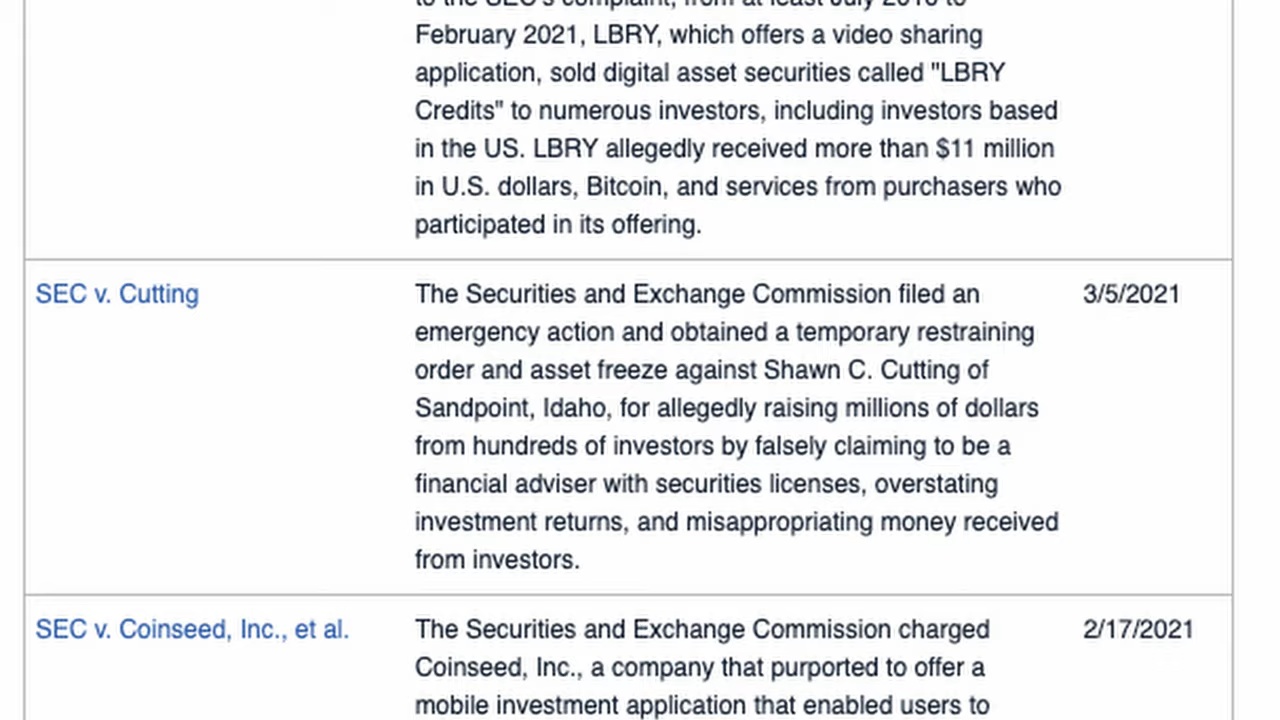 February 2021, LBRY, which offers a video sharing
application, sold digital asset securities called "LBRY
Credits" to numerous investors, including investors based
in the US. LBRY allegedly received more than $11 million
in U.S. dollars, Bitcoin, and services from purchasers who
participated in its offering.
SEC v. Cutting
The Securities and Exchange Commission filed an
emergency action and obtained a temporary restraining
order and asset freeze against Shawn C. Cutting of
Sandpoint, Idaho, for allegedly raising millions of dollars
from hundreds of investors by falsely claiming to be a
financial adviser with securities licenses, overstating
investment returns, and misappropriating money received
from investors.
3/5/2021
SEC v. Coinseed, Inc., et al.
The Securities and Exchange Commission charged
Coinseed, Inc., a company that purported to offer a
mobile investment application that enabled users to
2/17/2021